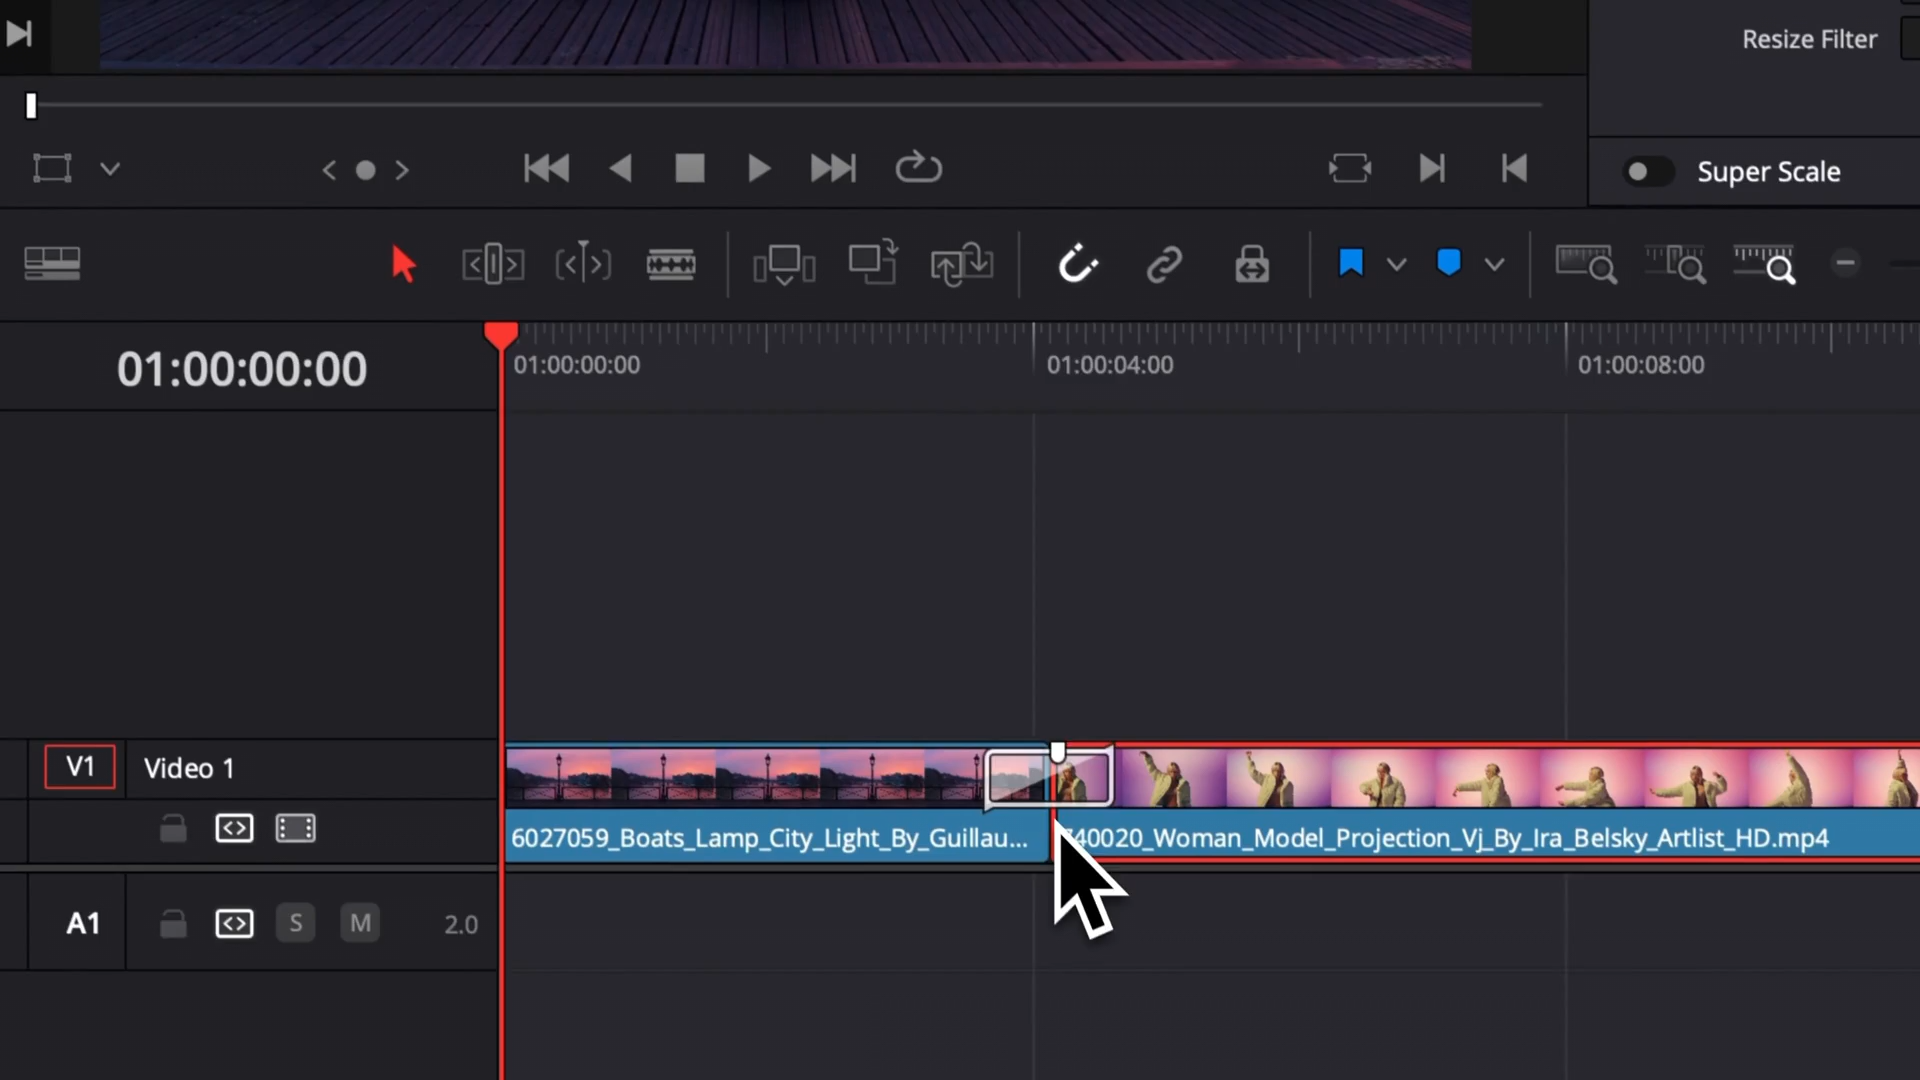 Resize Filter
Super Scale
01:00:00:00
01:00:00:00
01:00:04:00
01:00:08:00
V1
Video 1
6027059_Boats_Lamp_City_Light_By_Guillau...
40020_Woman_Model_Projection_Vj_By_Ira_Belsky_Artlist_HD.mp4
A1
S
M
2.0